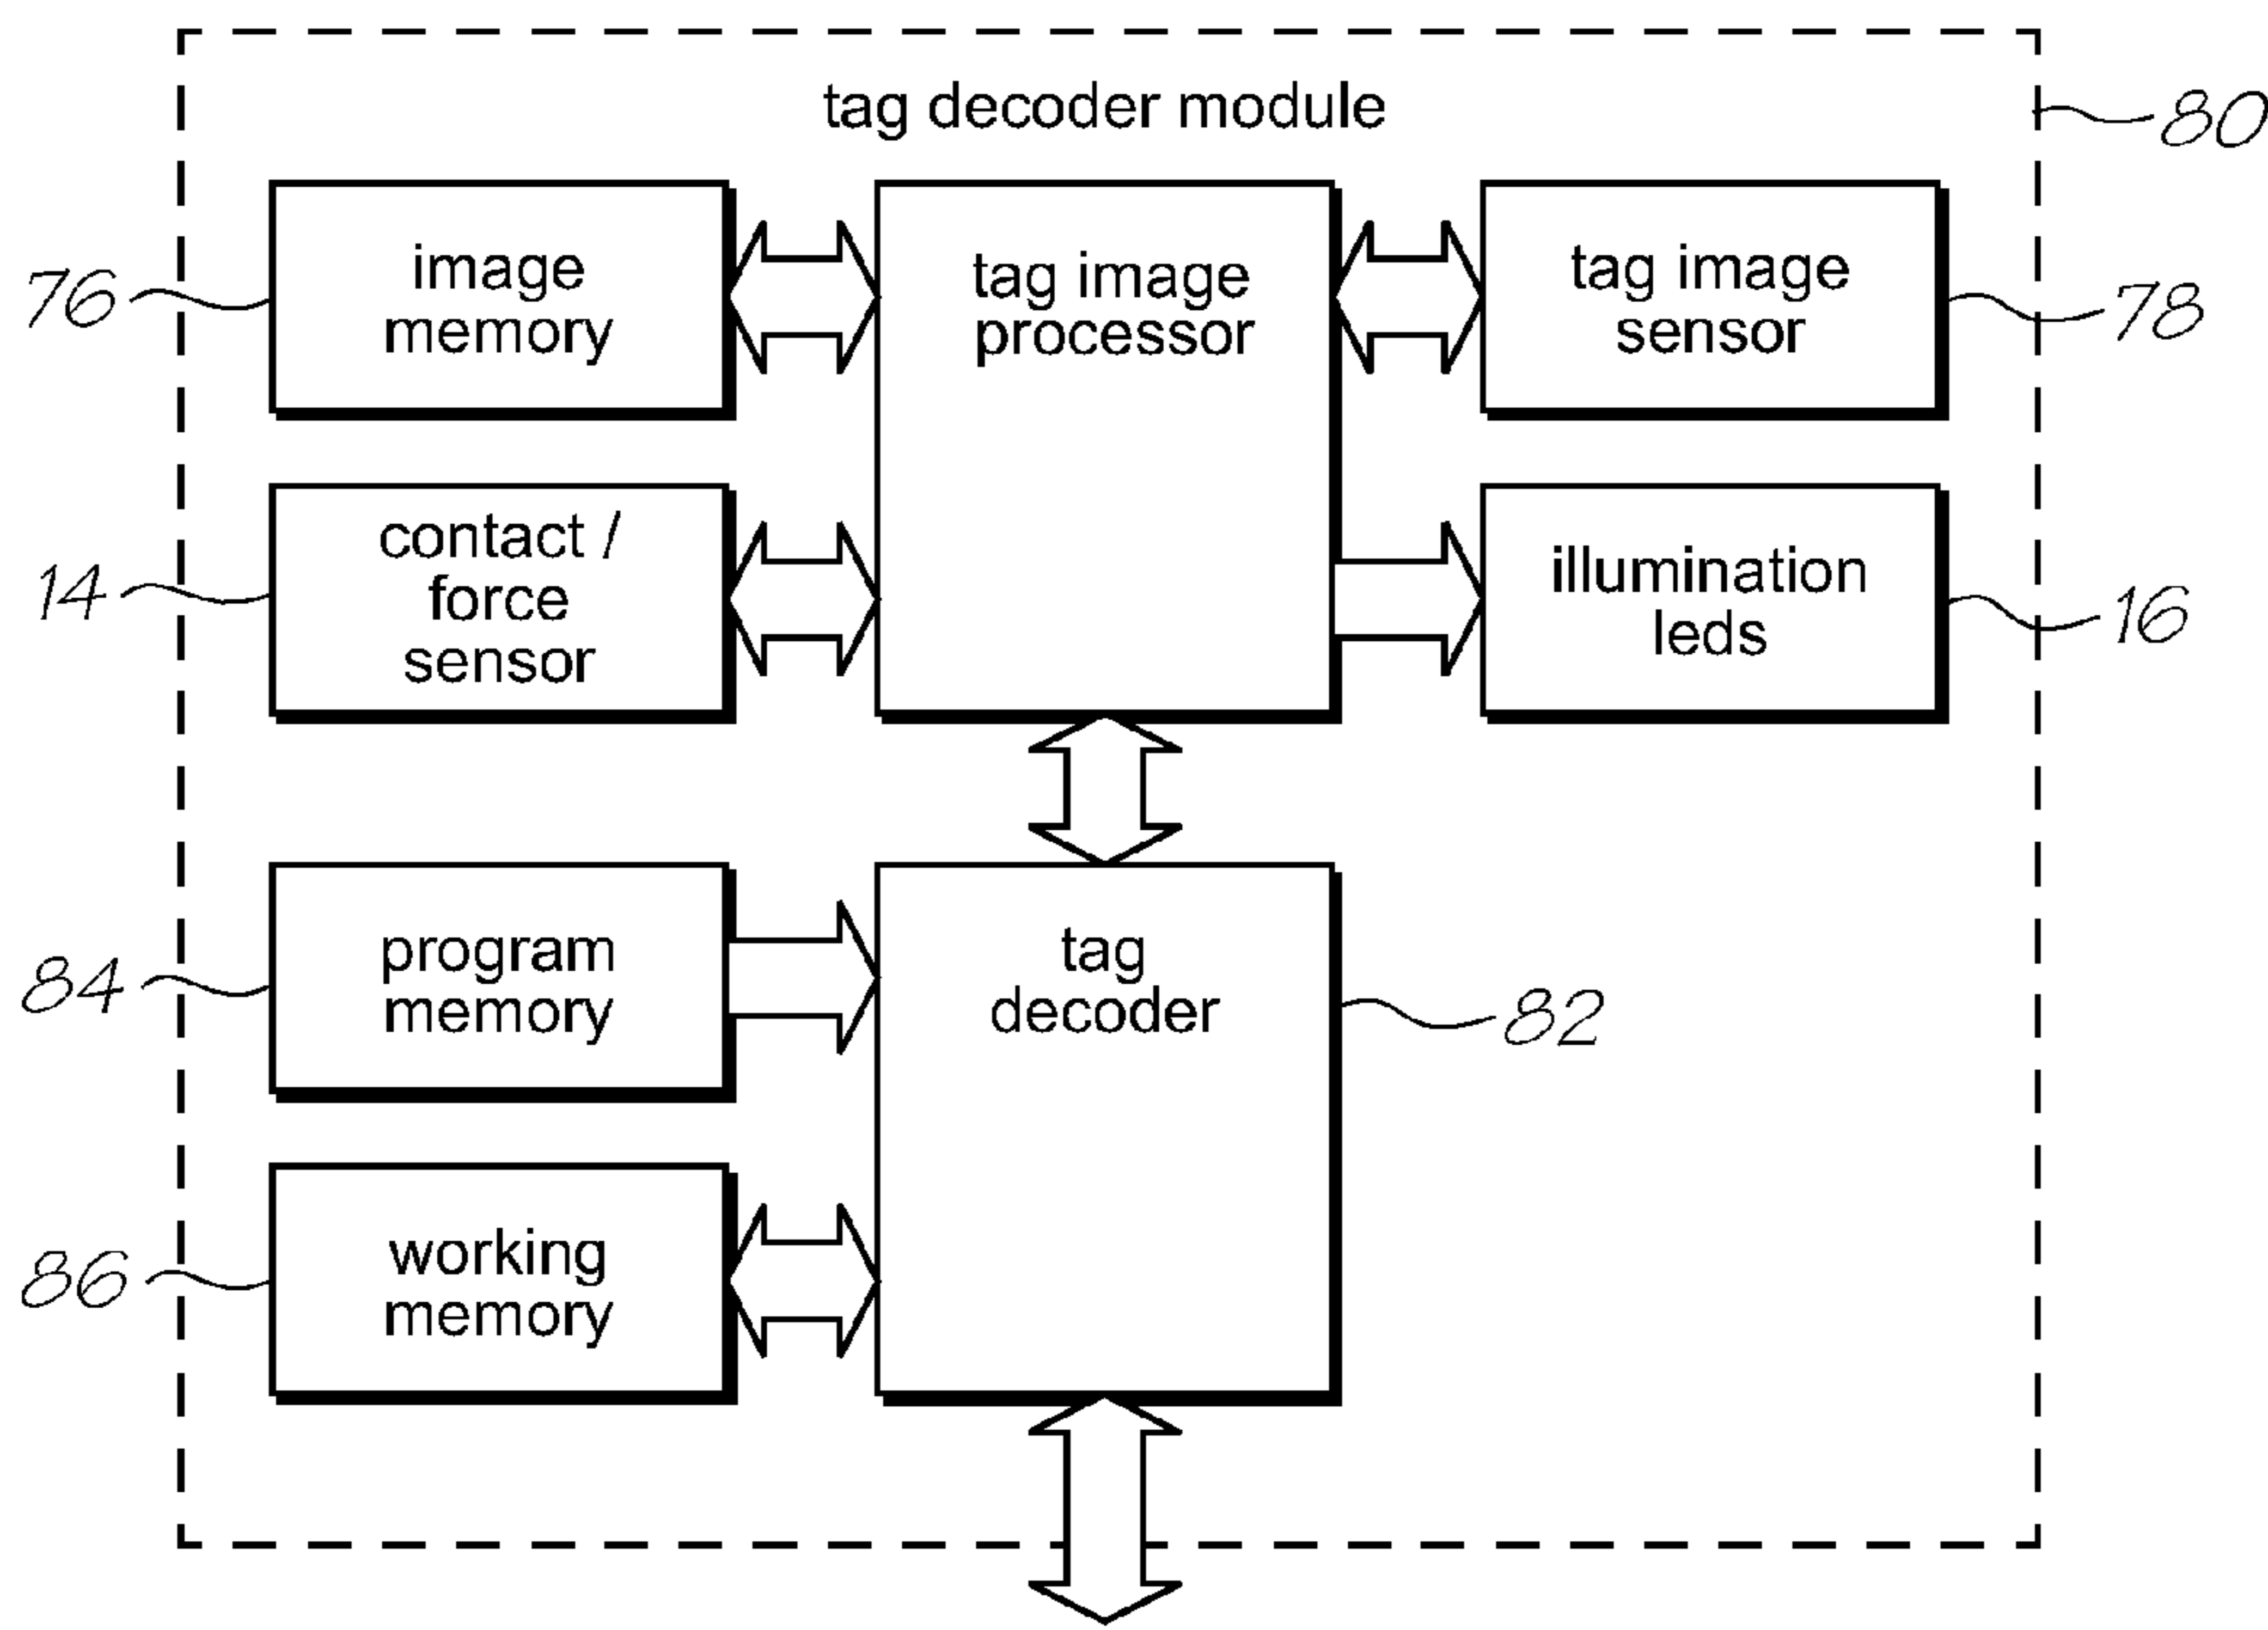 tag decoder module
80
image
memory
76
tag image
processor
tag image
sensor
78
contact /
force
sensor
14
illumination
leds
16
program
memory
84
tag
decoder
82
working
memory
86